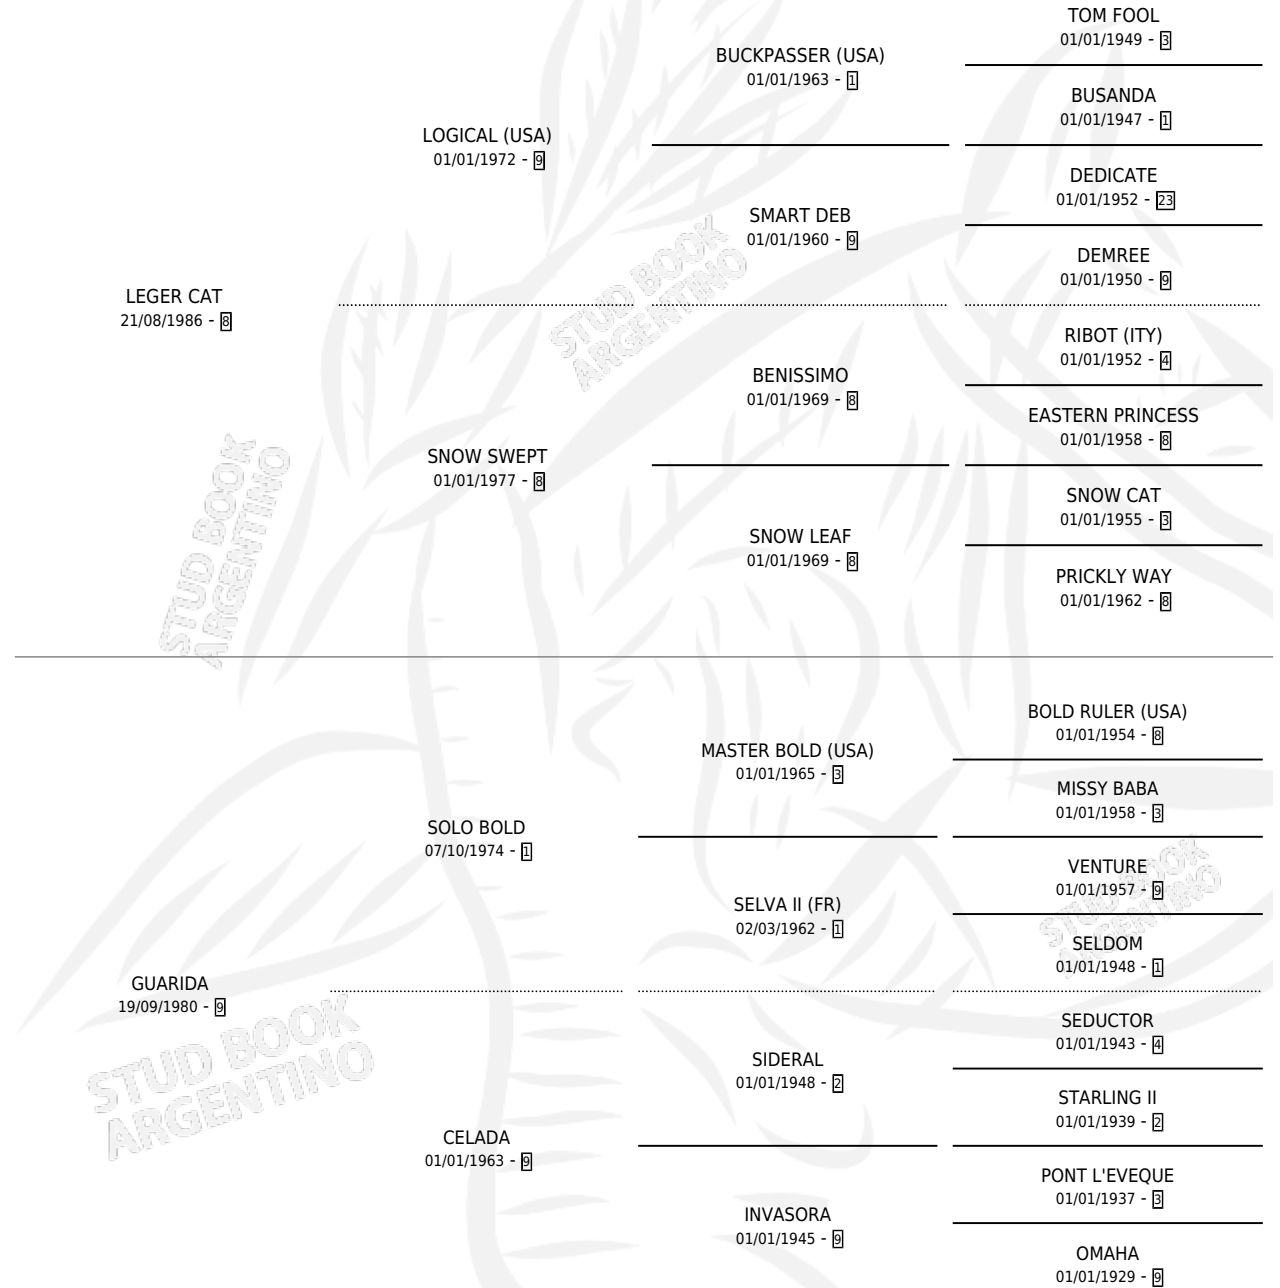 TOM FOOL
01/01/1949 - 3
BUCKPASSER (USA)
01/01/1963 - 1
BUSANDA
01/01/1947 - 1
LOGICAL (USA)
01/01/1972 - 9
DEDICATE
01/01/1952 - 23
SMART DEB
01/01/1960 - 9
DEMREE
01/01/1950 - 9
LEGER CAT
21/08/1986 - 8
RIBOT (ITY)
01/01/1952 - 4
BENISSIMO
01/01/1969 - 8
EASTERN PRINCESS
01/01/1958 - 8
SNOW SWEPT
01/01/1977 - 8
SNOW CAT
01/01/1955 - 3
SNOW LEAF
01/01/1969 - 8
PRICKLY WAY
01/01/1962 - 8
BOLD RULER (USA)
01/01/1954 - 8
MASTER BOLD (USA)
01/01/1965 - 3
MISSY BABA
01/01/1958 - 3
SOLO BOLD
07/10/1974 - 1
VENTURE
01/01/1957 - 9
SELVA II (FR)
02/03/1962 - 1
SELDOM
01/01/1948 - 1
GUARIDA
19/09/1980 - 9
SEDUCTOR
01/01/1943 - 4
SIDERAL
01/01/1948 - 2
STARLING II
01/01/1939 - 2
CELADA
01/01/1963 - 9
PONT L'EVEQUE
01/01/1937 - 3
INVASORA
01/01/1945 - 9
OMAHA
01/01/1929 - 9
STUD BOOK
ARGENTINO
STUD BOOK
ARGENTINO
STUD BOOK
ARGENTINO
STUD BOOK
ARGENTINO